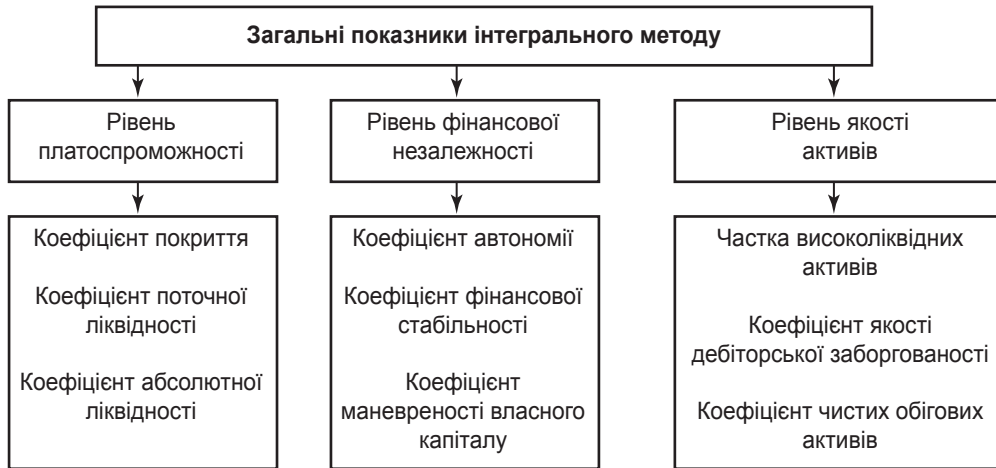 Загальні показники інтегрального методу
Рівень
платоспроможності
Рівень фінансової
незалежності
Рівень якості
активів
Коефіцієнт покриття
Коефіцієнт поточної
ліквідності
Коефіцієнт абсолютної
ліквідності
Коефіцієнт автономії
Коефіцієнт фінансової
стабільності
Коефіцієнт
маневреності власного
капіталу
Частка високоліквідних
активів
Коефіцієнт якості
дебіторської заборгованості
Коефіцієнт чистих обігових
активів